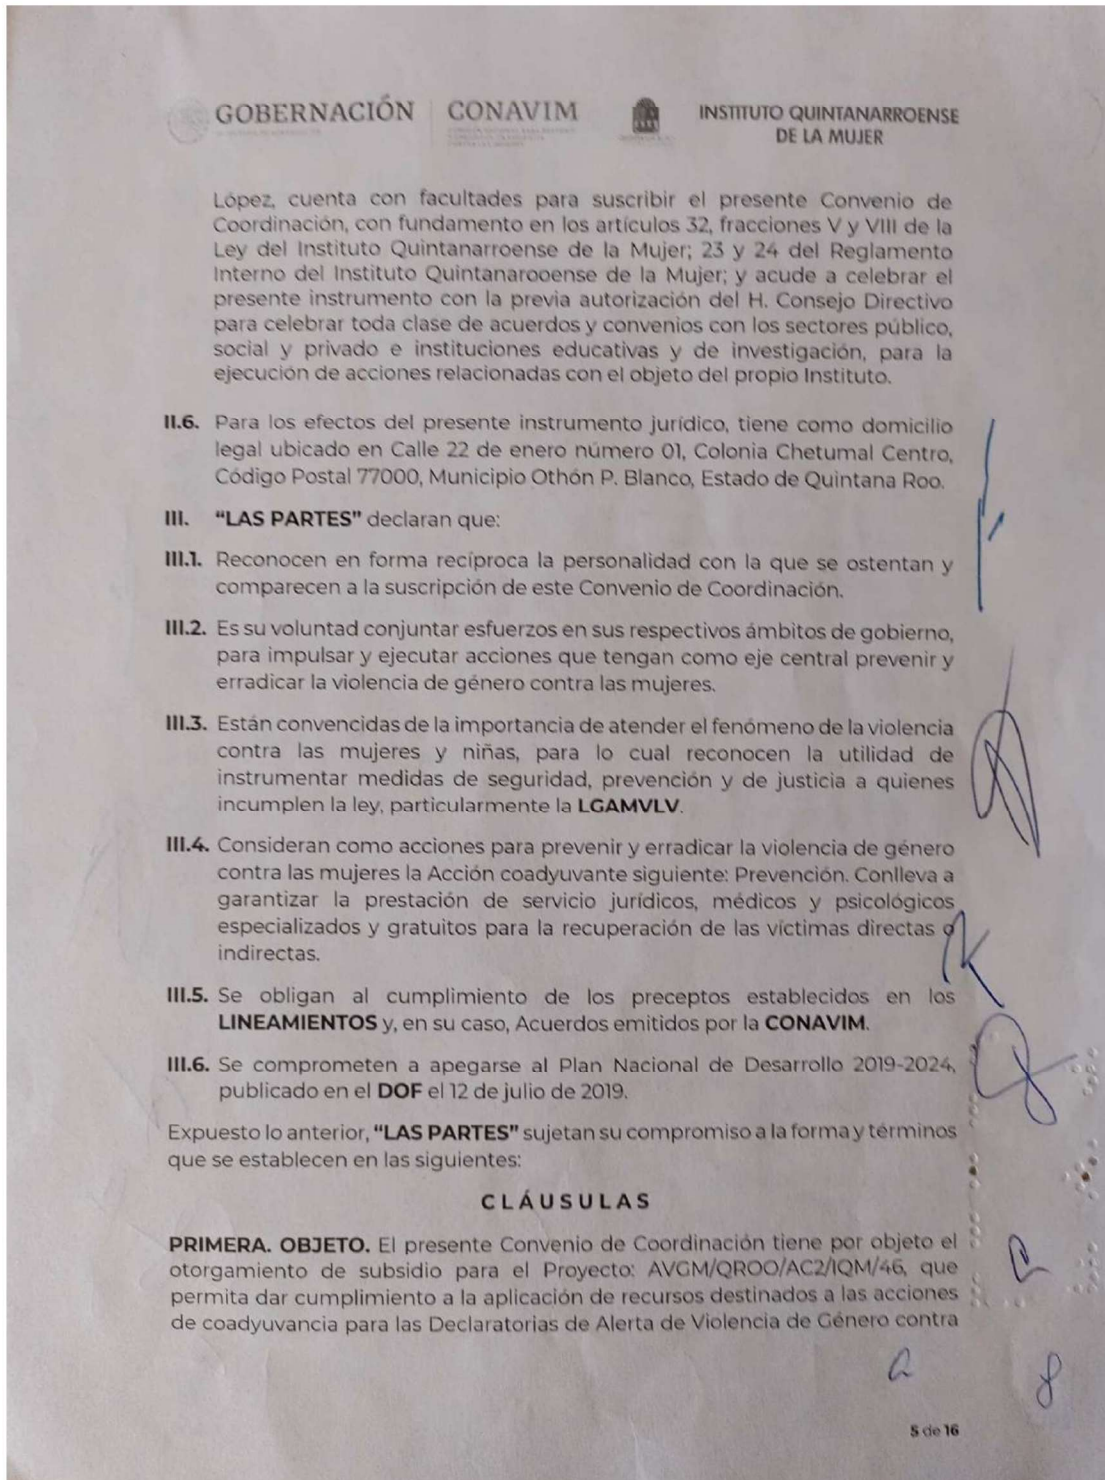 GOBERNACIÓN CONAVIM INSTITUTO QUINTANARROENSE
DE LA MUJER
López, cuenta con facultades para suscribir el presente Convenio de
Coordinación, con fundamento en los artículos 32, fracciones V y VIII de la
Ley del Instituto Quintanarroense de la Mujer; 23 y 24 del Reglamento
Interno del Instituto Quintanarooense de la Mujer; y acude a celebrar el
presente instrumento con la previa autorización del H. Consejo Directivo
para celebrar toda clase de acuerdos y convenios con los sectores público,
social y privado e instituciones educativas y de investigación, para la
ejecución de acciones relacionadas con el objeto del propio Instituto.
II.6. Para los efectos del presente instrumento jurídico, tiene como domicilio
legal ubicado en Calle 22 de enero número 01, Colonia Chetumal Centro,
Código Postal 77000, Municipio Othón P. Blanco, Estado de Quintana Roo.
III. “LAS PARTES” declaran que:
III.1. Reconocen en forma recíproca la personalidad con la que se ostentan y
comparecen a la suscripción de este Convenio de Coordinación.
III.2. Es su voluntad conjuntar esfuerzos en sus respectivos ámbitos de gobierno,
para impulsar y ejecutar acciones que tengan como eje central prevenir y
erradicar la violencia de género contra las mujeres.
III.3. Están convencidas de la importancia de atender el fenómeno de la violencia
contra las mujeres y niñas, para lo cual reconocen la utilidad de
instrumentar medidas de seguridad, prevención y de justicia a quienes
incumplen la ley, particularmente la LGAMVLV.
III.4. Consideran como acciones para prevenir y erradicar la violencia de género
contra las mujeres la Acción coadyuvante siguiente: Prevención. Conlleva a
garantizar la prestación de servicio jurídicos, médicos y psicológicos
especializados y gratuitos para la recuperación de las víctimas directas o
indirectas.
III.5. Se obligan al cumplimiento de los preceptos establecidos en los
LINEAMIENTOS y, en su caso, Acuerdos emitidos por la CONAVIM.
III.6. Se comprometen a apegarse al Plan Nacional de Desarrollo 2019-2024,
publicado en el DOF el 12 de julio de 2019.
Expuesto lo anterior, “LAS PARTES” sujetan su compromiso a la forma y términos
que se establecen en las siguientes:
CLÁUSULAS
PRIMERA. OBJETO. El presente Convenio de Coordinación tiene por objeto el
otorgamiento de subsidio para el Proyecto: AVGM/QROO/AC2/IQM/46, que
permita dar cumplimiento a la aplicación de recursos destinados a las acciones
de coadyuvancia para las Declaratorias de Alerta de Violencia de Género contra
5 de 16